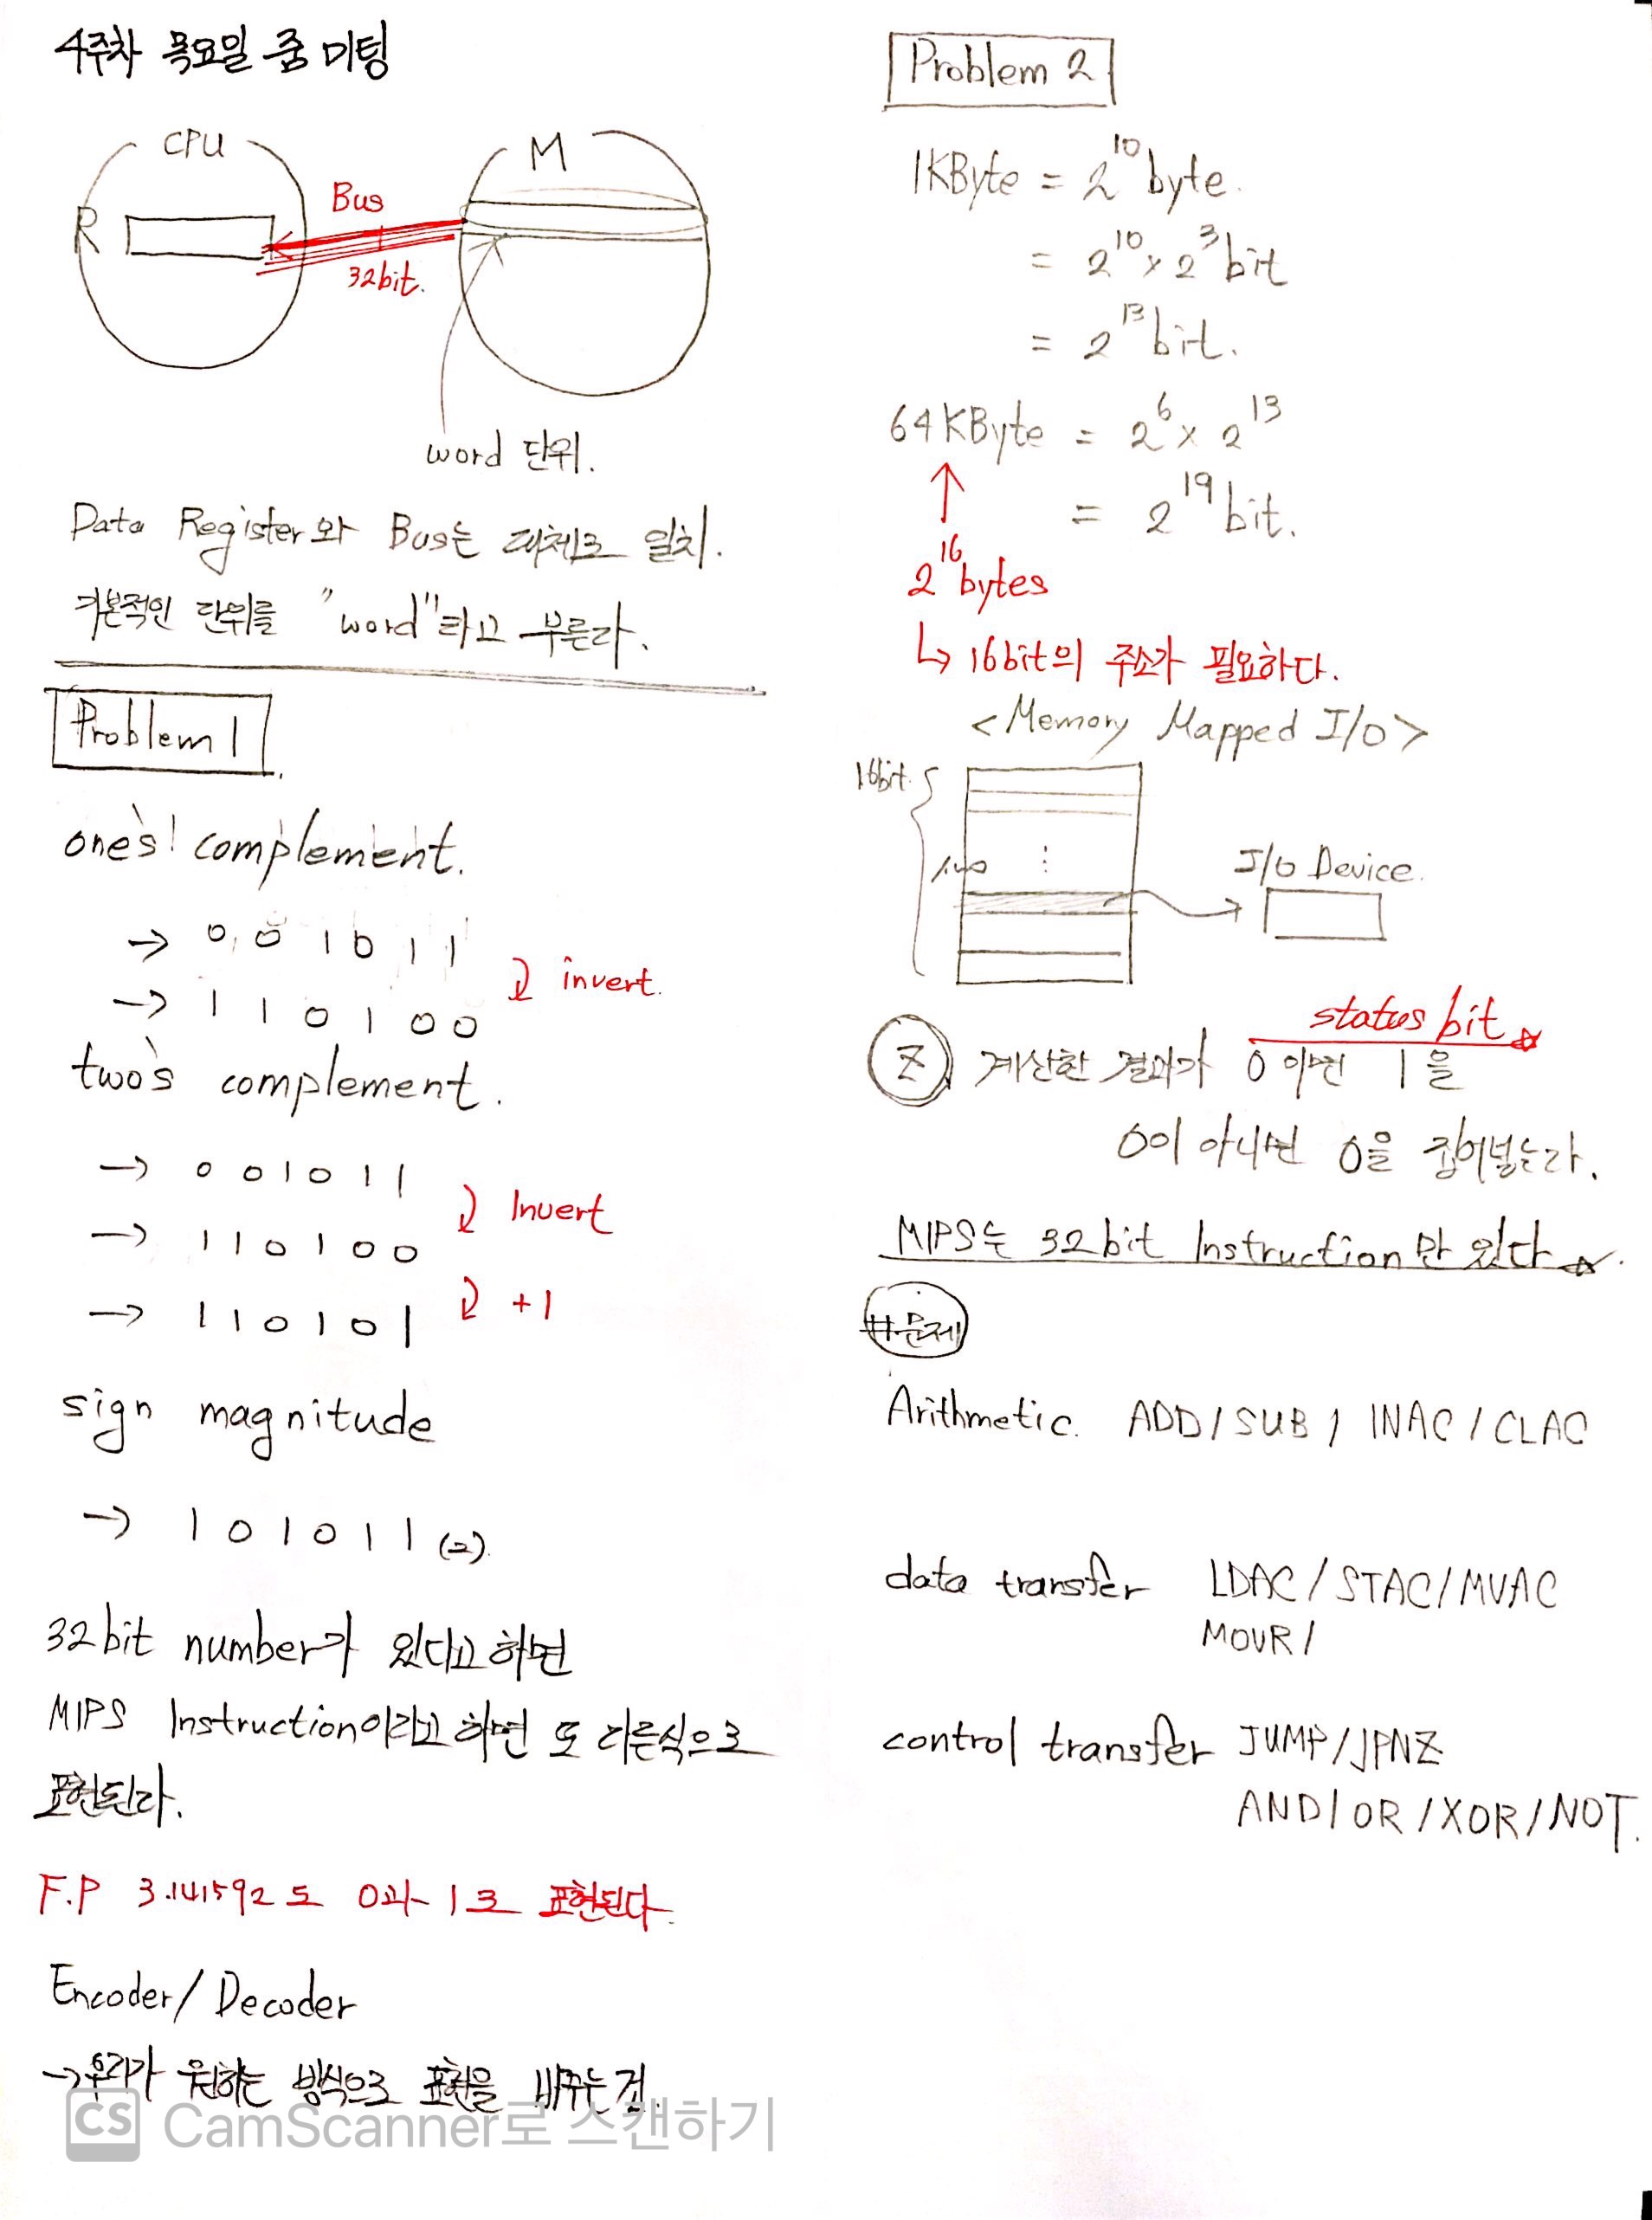 4주차 목요일 줌 미팅
CPU
M
R
Bus
32bit.
word 단위.
Data Register와 Bus는 대체로 일치.
기본적인 단위를 "word"라고 부른다.
Problem 1
one's complement.
→ 0 0 1 0 1 1
invert.
→ 1 1 0 1 0 0
two's complement.
→ 0 0 1 0 1 1
Invert
→ 1 1 0 1 0 0
+1
→ 1 1 0 1 0 1
sign magnitude
→ 1 0 1 0 1 1 (2).
32bit number가 있다고 하면
MIPS Instruction이라고 하면 또 다른식으로
표현된다.
F.P 3.141592도 0과 1로 표현된다.
Encoder/Decoder
→우리가 원하는 방식으로 표현을 바꾸는 것.
CS CamScanner로 스캔하기
Problem 2
1KByte = 2^10 byte.
= 2^10 × 2^3 bit
= 2^13 bit.
64KByte = 2^6 × 2^13
↑
= 2^19 bit.
2^16 bytes
↳ 16bit의 주소가 필요하다.
<Memory Mapped I/O>
16bit.
⋮
I/O Device.
status bit ☆
Z 계산한 결과가 0 이면 1을
0이 아니면 0을 집어넣는다.
MIPS는 32bit Instruction만 있다 ☆.
#문제
Arithmetic. ADD/SUB/INAC/CLAC
data transfer LDAC/STAC/MVAC
MOVR/
control transfer JUMP/JPNZ
AND/OR/XOR/NOT.